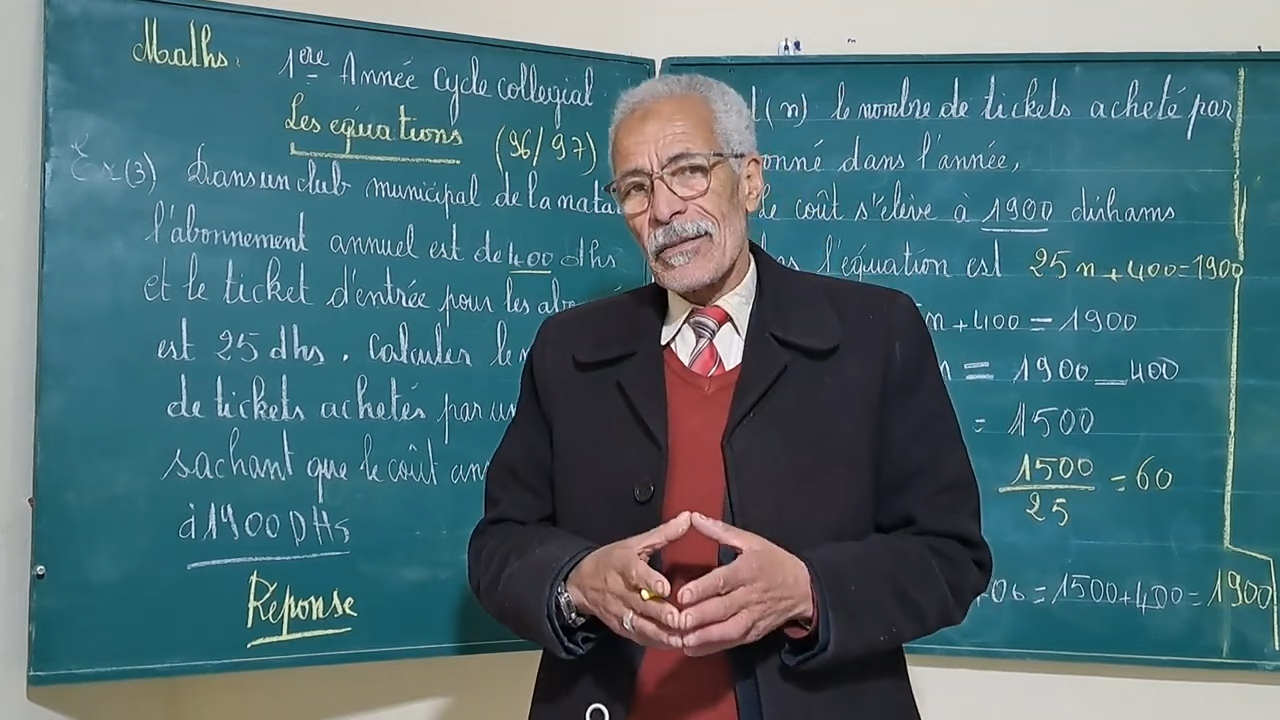 Maths: 1ère Année Cycle collegial
Les équations (96/97)
Ex(3) Dans un club municipal de la nata
l'abonnement annuel est de 400 dhs
et le ticket d'entrée pour les abo
est 25 dhs. Calculer le
de tickets achetés par un
sachant que le coût an
à 1900 DHs
Réponse
(n) le nombre de tickets acheté par
onné dans l'année,
le coût s'élève à 1900 dirhams
l'équation est 25n+400=1900
n+400=1900
= 1900-400
= 1500
1500/25 = 60
=1500+400=1900